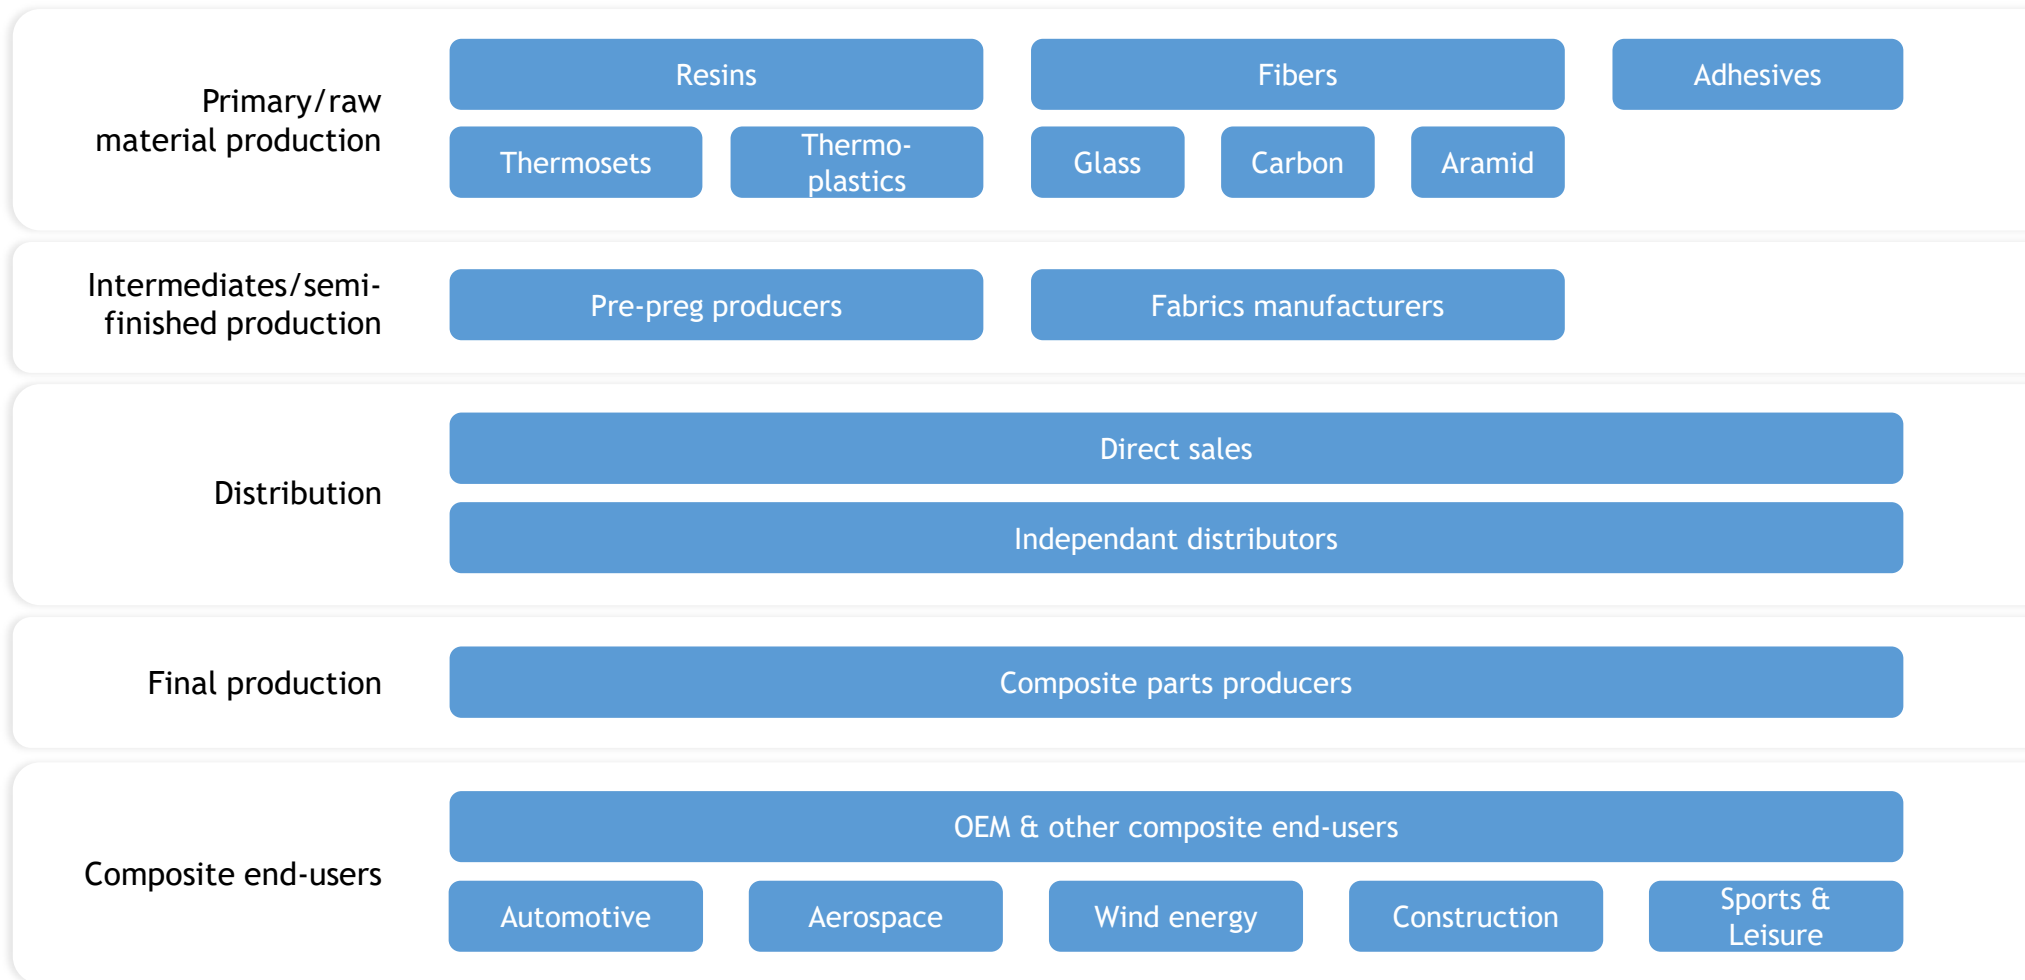 Primary/raw
material production
Resins
Fibers
Adhesives
Thermosets
Thermo-
plastics
Glass
Carbon
Aramid
Intermediates/semi-
finished production
Pre-preg producers
Fabrics manufacturers
Distribution
Direct sales
Independant distributors
Final production
Composite parts producers
Composite end-users
OEM & other composite end-users
Automotive
Aerospace
Wind energy
Construction
Sports &
Leisure